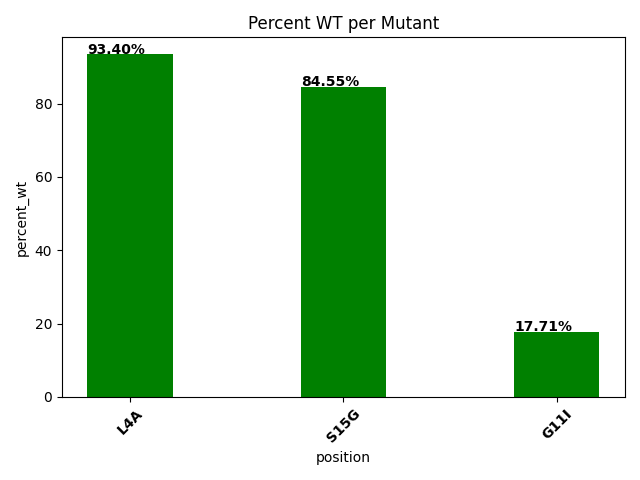 Percent WT per Mutant
93.40%
84.55%
17.71%
percent_wt
80
60
40
20
0
L4A
S15G
G11I
position